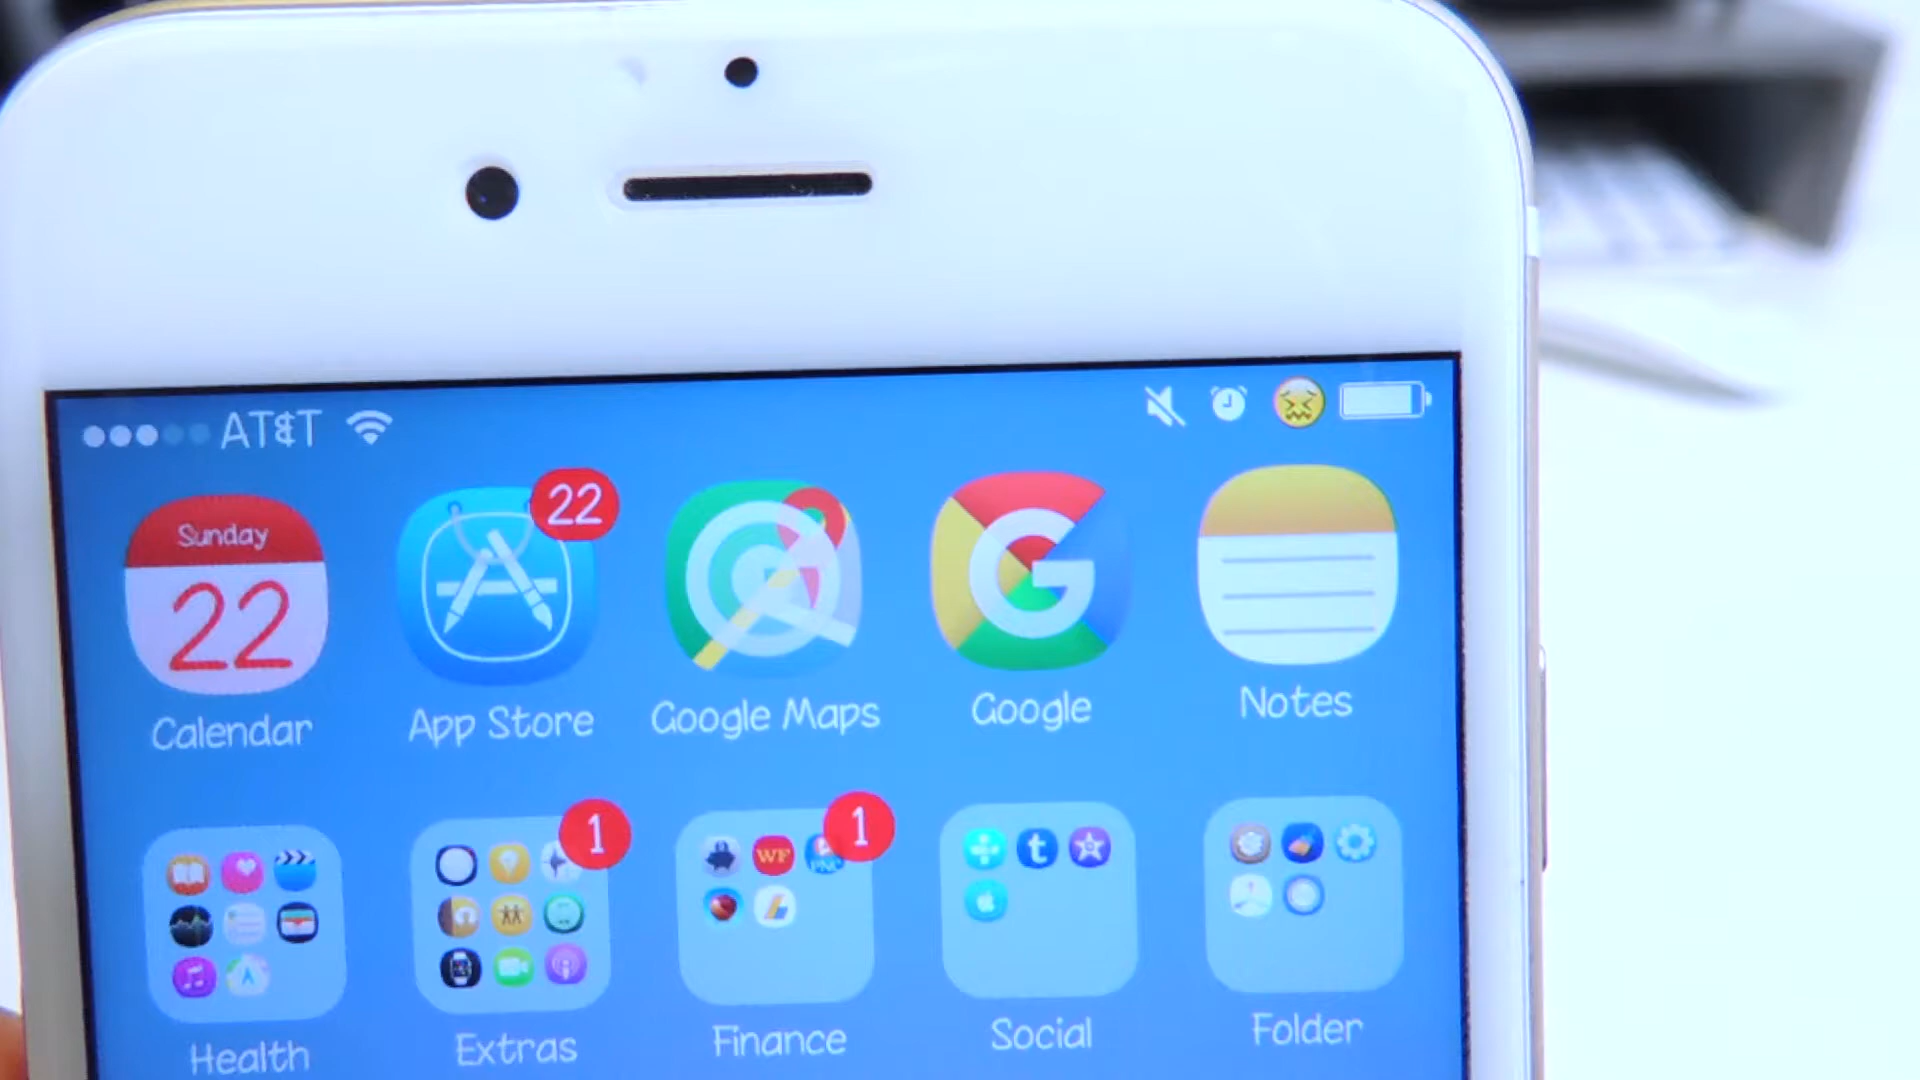 AT&T
Sunday
22
22
Calendar
App Store
Google Maps
Google
Notes
1
1
WF
PNC
t
Health
Extras
Finance
Social
Folder